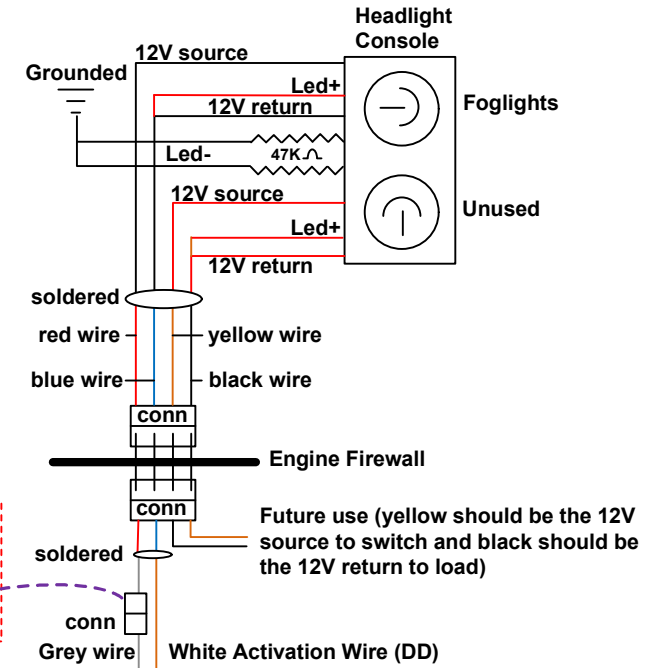 Headlight
Console
12V source
Grounded
Led+
12V return
Foglights
Led-
47K
12V source
Unused
Led+
12V return
soldered
red wire
yellow wire
blue wire
black wire
conn
Engine Firewall
conn
Future use (yellow should be the 12V
source to switch and black should be
the 12V return to load)
soldered
conn
Grey wire
White Activation Wire (DD)